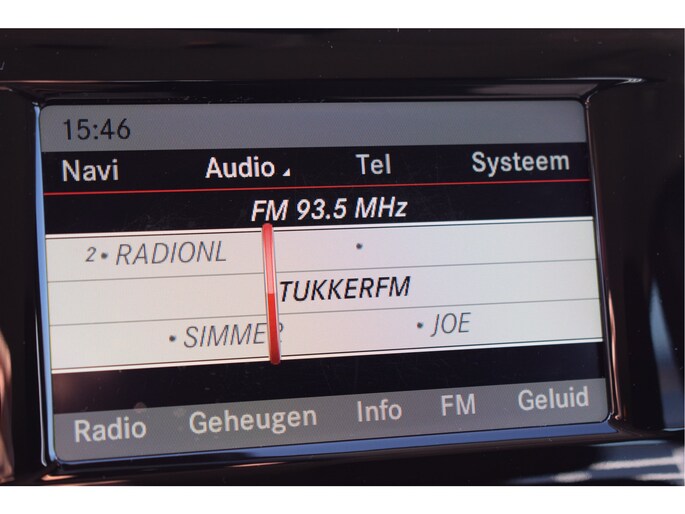 15:46
Navi Audio Tel Systeem
FM 93.5 MHz
2 • RADIONL •
TUKKERFM
• SIMMER • JOE
Radio Geheugen Info FM Geluid